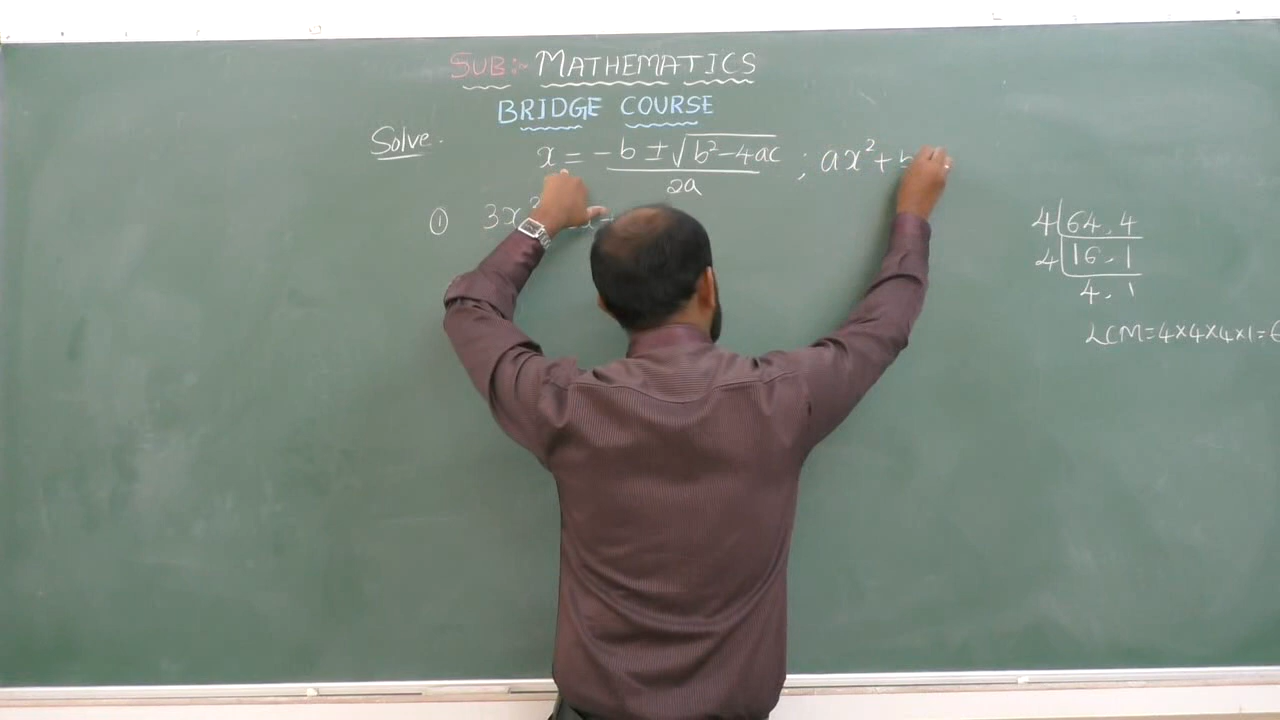 SUB:- MATHEMATICS
BRIDGE COURSE
Solve.
x = -b ± √b²-4ac / 2a ; ax² + b
① 3x²
4 | 64, 4
4 | 16, 1
4, 1
LCM=4×4×4×1=